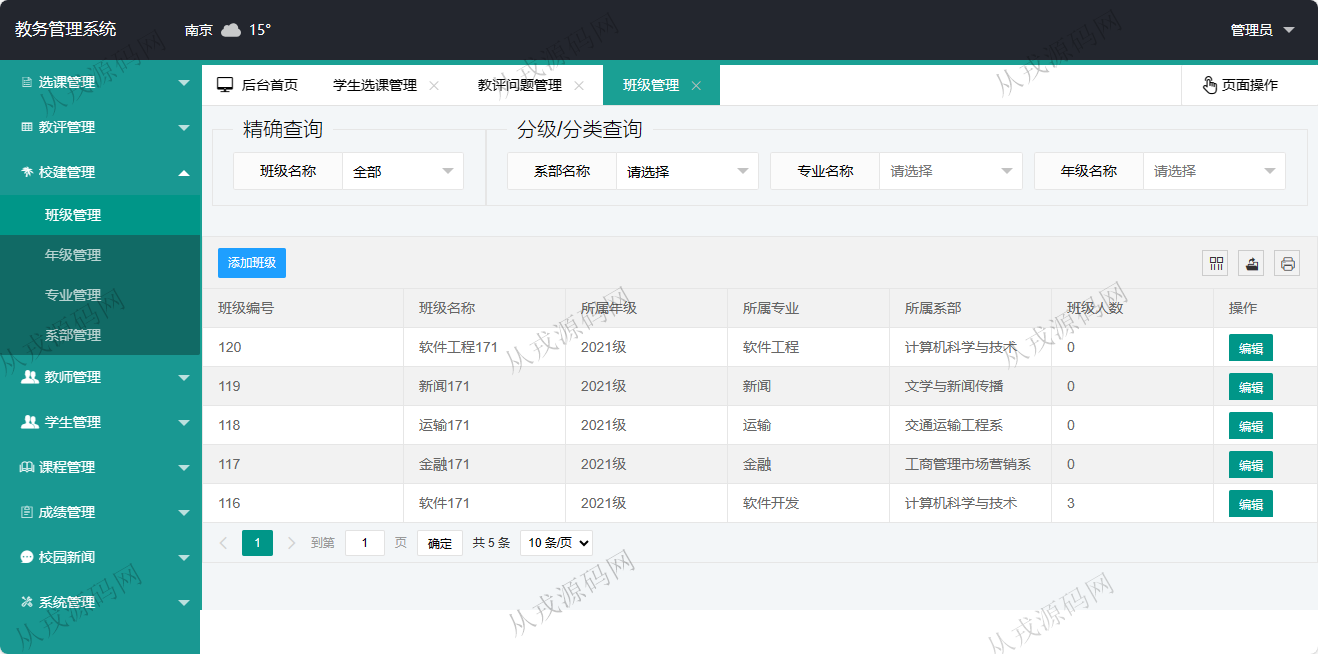 教务管理系统 南京 15° 管理员
选课管理
教评管理
校建管理
班级管理
年级管理
专业管理
系部管理
教师管理
学生管理
课程管理
成绩管理
校园新闻
系统管理
后台首页 学生选课管理 教评问题管理 班级管理 页面操作
精确查询 分级/分类查询
班级名称 全部 系部名称 请选择 专业名称 请选择 年级名称 请选择
添加班级
班级编号 班级名称 所属年级 所属专业 所属系部 班级人数 操作
120 软件工程171 2021级 软件工程 计算机科学与技术 0 编辑
119 新闻171 2021级 新闻 文学与新闻传播 0 编辑
118 运输171 2021级 运输 交通运输工程系 0 编辑
117 金融171 2021级 金融 工商管理市场营销系 0 编辑
116 软件171 2021级 软件开发 计算机科学与技术 3 编辑
1 到第 1 页 确定 共 5 条 10 条/页
从戎源码网
从戎源码网
从戎源码网
从戎源码网
从戎源码网
从戎源码网
从戎源码网
从戎源码网
从戎源码网